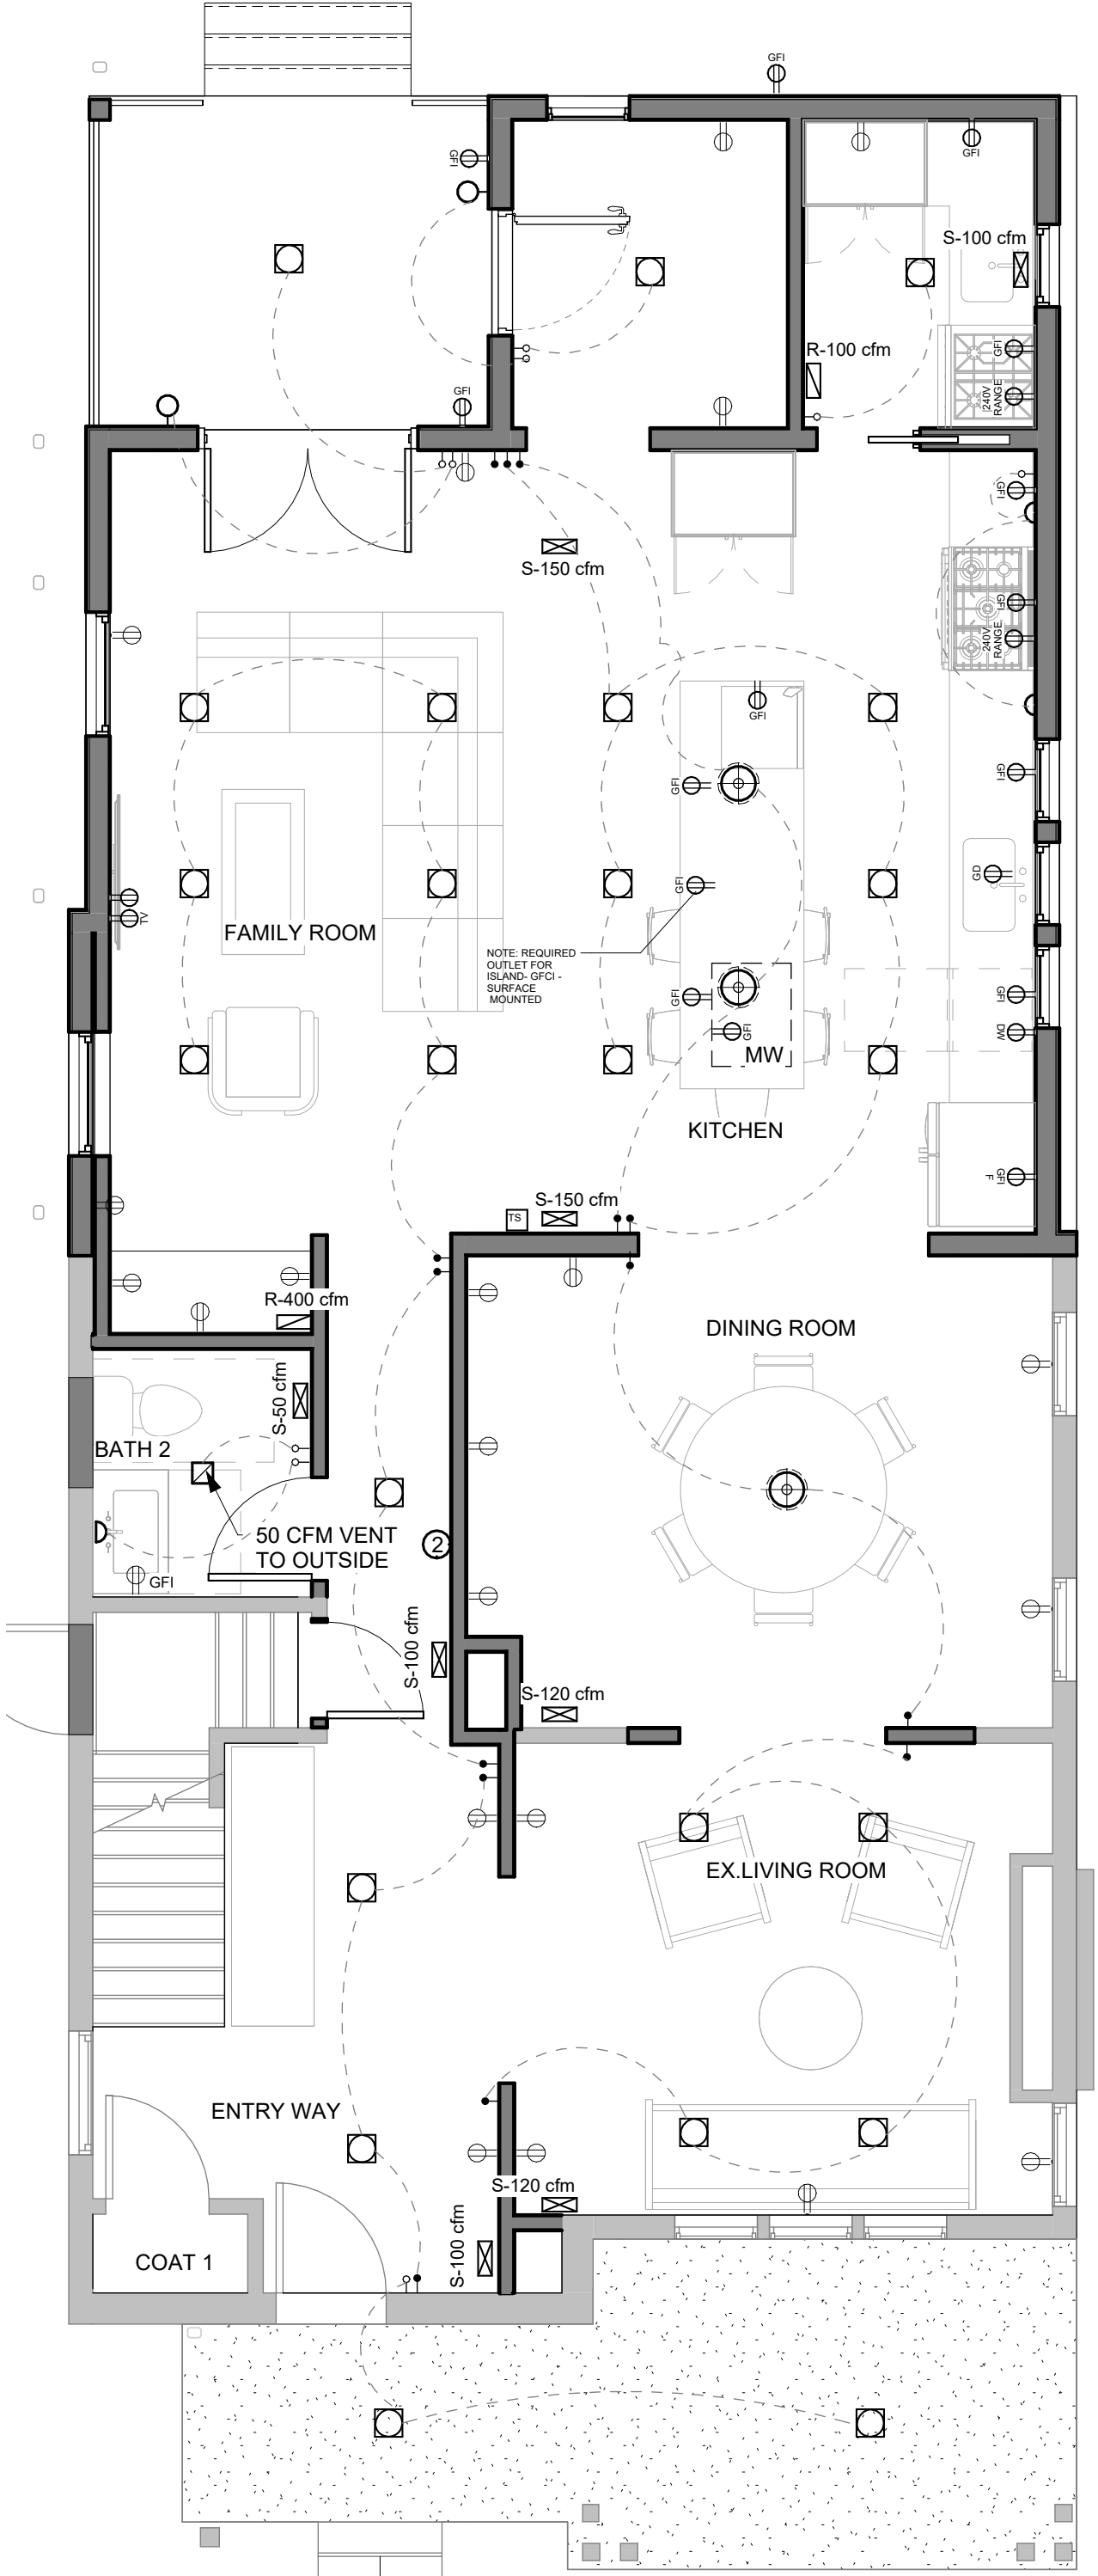 GFI
GFI
GFI
S-100 cfm
R-100 cfm
GFI
240V
RANGE
GFI
GFI
S-150 cfm
GFI
240V
RANGE
GFI
GFI
GFI
GD
GFI
TV
FAMILY ROOM
NOTE: REQUIRED
OUTLET FOR
ISLAND- GFCI -
SURFACE
MOUNTED
GFI
GFI
GFI
DW
MW
KITCHEN
GFI
F
S-150 cfm
TS
R-400 cfm
DINING ROOM
S-50 cfm
BATH 2
50 CFM VENT
TO OUTSIDE
2
GFI
S-100 cfm
S-120 cfm
EX.LIVING ROOM
ENTRY WAY
S-120 cfm
S-100 cfm
COAT 1